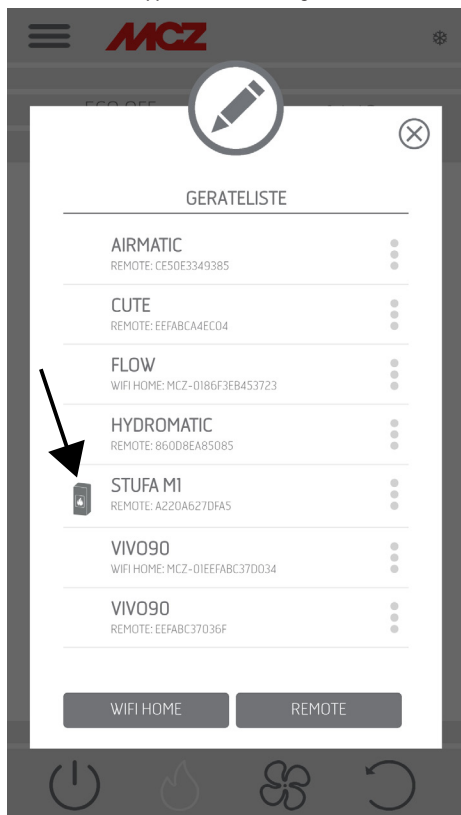 MCZ
GERATELISTE
AIRMATIC
REMOTE: CE50E3349385
CUTE
REMOTE: EEFABCA4EC04
FLOW
WIFI HOME: MCZ-0186F3EB453723
HYDROMATIC
REMOTE: 860D8EA85085
STUFA M1
REMOTE: A220A627DFA5
VIVO90
WIFI HOME: MCZ-01EEFABC37D034
VIVO90
REMOTE: EEFABC37036F
WIFI HOME REMOTE